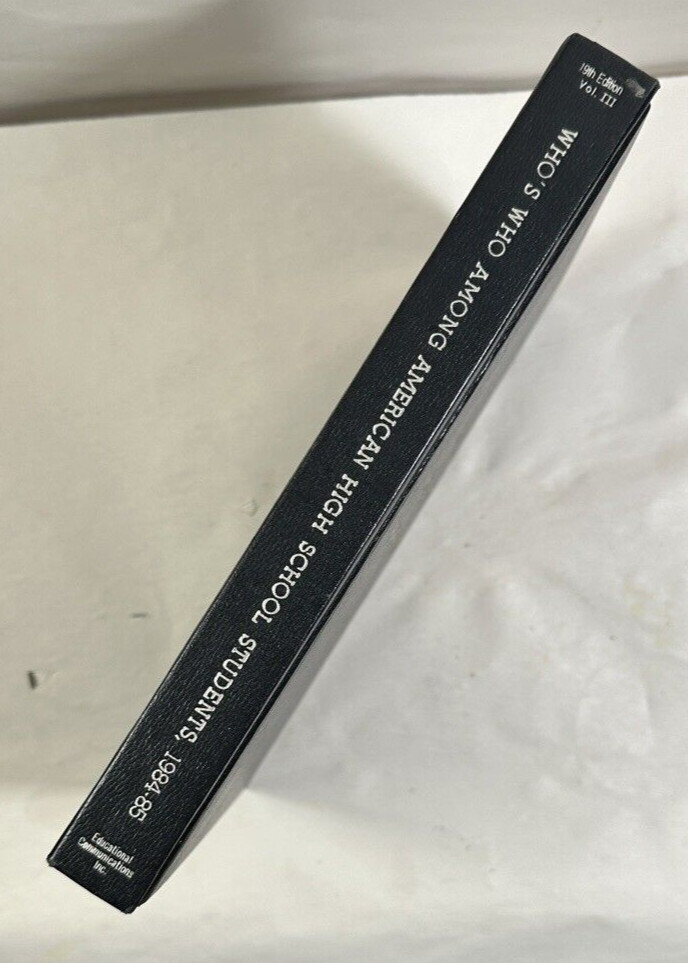 19th Edition
Vol. III
WHO'S WHO AMONG AMERICAN HIGH SCHOOL STUDENTS, 1984-85
Educational
Communications
Inc.